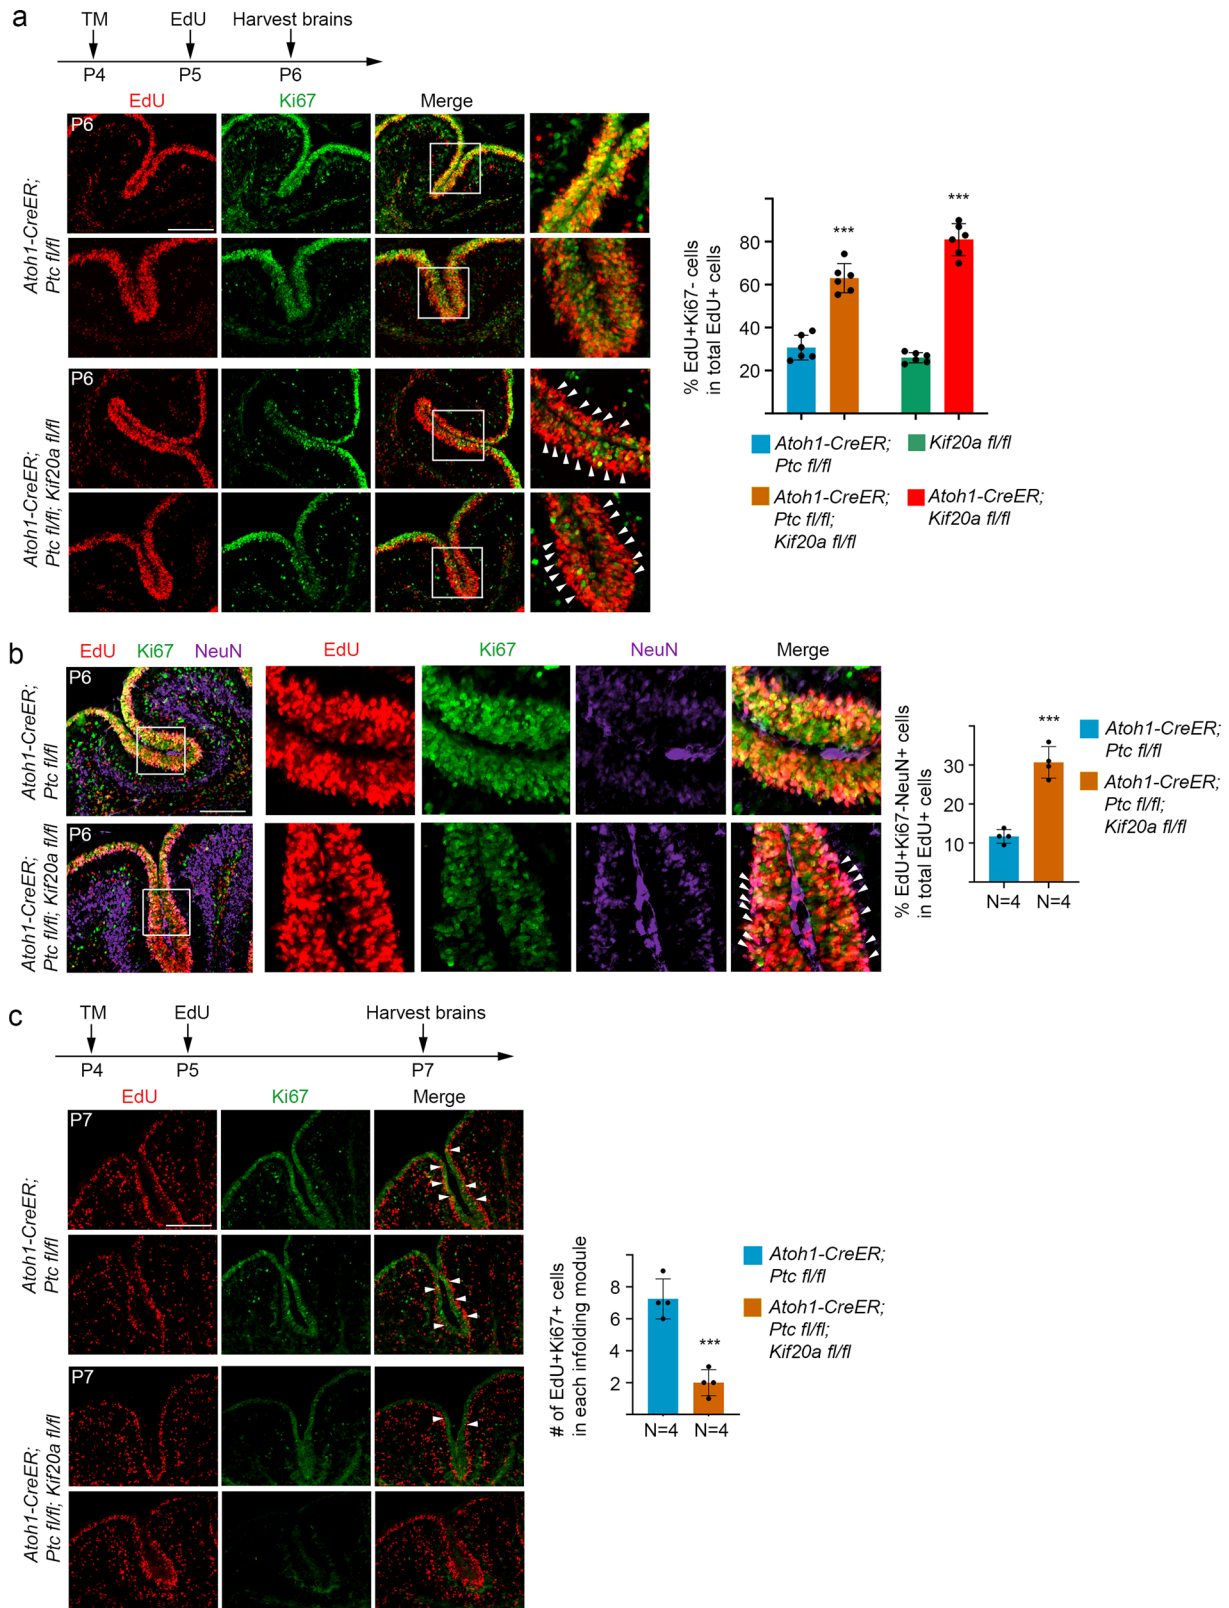 a
TM EdU Harvest brains
P4 P5 P6
EdU Ki67 Merge
P6
Atoh1-CreER;
Ptc fl/fl
P6
Atoh1-CreER;
Ptc fl/fl; Kif20a fl/fl
% EdU+Ki67- cells
in total EdU+ cells
80
60
40
20
***
***
Atoh1-CreER;
Ptc fl/fl
Atoh1-CreER;
Ptc fl/fl;
Kif20a fl/fl
Kif20a fl/fl
Atoh1-CreER;
Kif20a fl/fl
b
EdU Ki67 NeuN
EdU Ki67 NeuN Merge
P6
Atoh1-CreER;
Ptc fl/fl
P6
Atoh1-CreER;
Ptc fl/fl; Kif20a fl/fl
% EdU+Ki67-NeuN+ cells
in total EdU+ cells
30
20
10
***
N=4 N=4
Atoh1-CreER;
Ptc fl/fl
Atoh1-CreER;
Ptc fl/fl;
Kif20a fl/fl
c
TM EdU Harvest brains
P4 P5 P7
EdU Ki67 Merge
P7
Atoh1-CreER;
Ptc fl/fl
P7
Atoh1-CreER;
Ptc fl/fl; Kif20a fl/fl
# of EdU+Ki67+ cells
in each infolding module
8
6
4
2
***
N=4 N=4
Atoh1-CreER;
Ptc fl/fl
Atoh1-CreER;
Ptc fl/fl;
Kif20a fl/fl